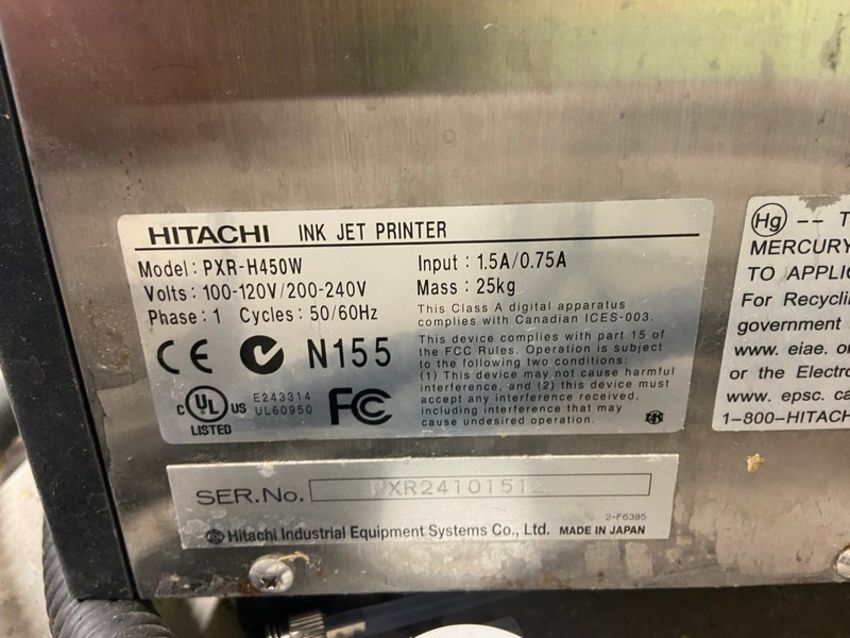 HITACHI INK JET PRINTER
Model : PXR-H450W Input : 1.5A/0.75A
Volts : 100-120V/200-240V Mass : 25kg
Phase : 1 Cycles : 50/60Hz
This Class A digital apparatus
complies with Canadian ICES-003.
This device complies with part 15 of
the FCC Rules. Operation is subject
to the following two conditions:
(1) This device may not cause harmful
interference, and (2) this device must
accept any interference received,
including interference that may
cause undesired operation.
CE N155
C UL US E243314
UL60950
LISTED
FC
SER.No. PXR24101512
2-F6385
Hitachi Industrial Equipment Systems Co., Ltd. MADE IN JAPAN
Hg -- T
MERCURY
TO APPLIC
For Recyclin
government
www. eiae. or
or the Electro
www. epsc. ca
1-800-HITACH